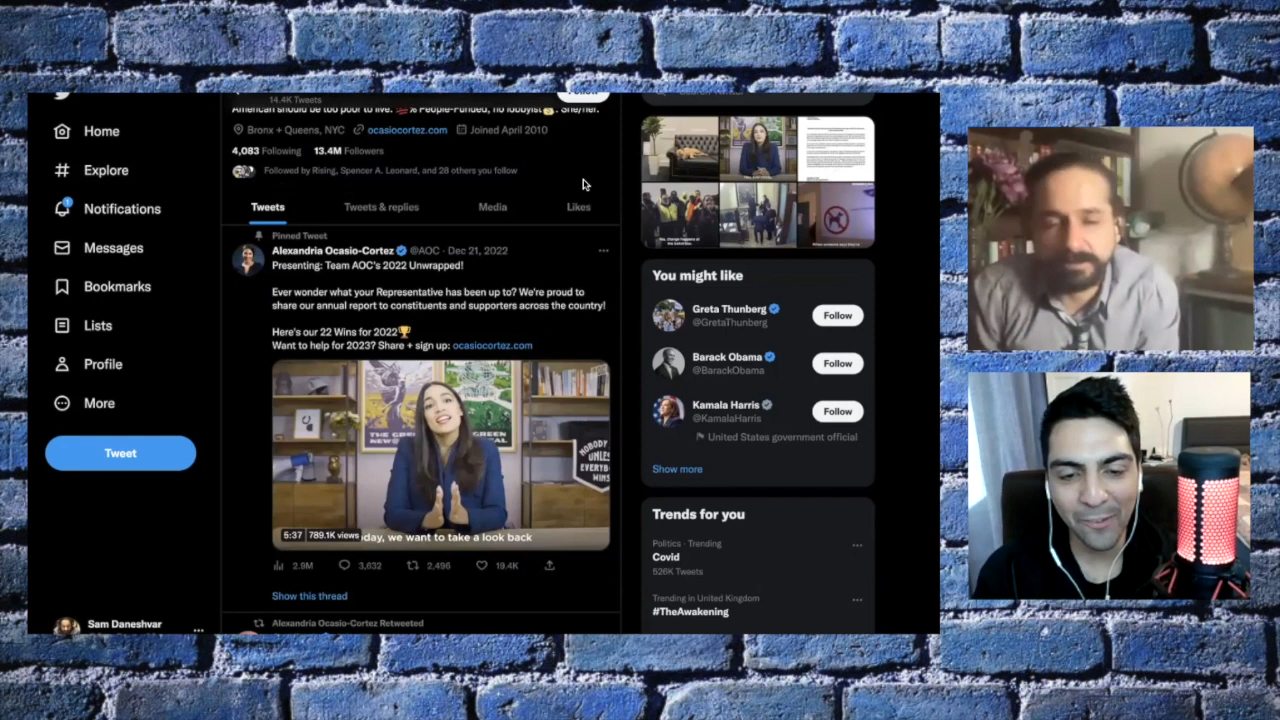 Home
Explore
Notifications
Messages
Bookmarks
Lists
Profile
More
Tweet
Sam Daneshvar
14.4K Tweets
Follow
American should be too poor to live. 💯% People-Funded, no lobbyist💰. She/her.
Bronx + Queens, NYC ocasiocortez.com Joined April 2010
4,083 Following 13.4M Followers
Followed by Rising, Spencer A. Leonard, and 28 others you follow
Tweets Tweets & replies Media Likes
Pinned Tweet
Alexandria Ocasio-Cortez @AOC · Dec 21, 2022
Presenting: Team AOC's 2022 Unwrapped!
Ever wonder what your Representative has been up to? We're proud to
share our annual report to constituents and supporters across the country!
Here's our 22 Wins for 2022🏆
Want to help for 2023? Share + sign up: ocasiocortez.com
THE GREEN
NEW
GREEN
NOBODY
UNLE
EVERYB
WINS
5:37 789.1K views day, we want to take a look back
2.9M 3,632 2,496 19.4K
Show this thread
Alexandria Ocasio-Cortez Retweeted
You might like
Greta Thunberg
@GretaThunberg
Follow
Barack Obama
@BarackObama
Follow
Kamala Harris
@KamalaHarris
Follow
United States government official
Show more
Trends for you
Politics · Trending
Covid
526K Tweets
Trending in United Kingdom
#TheAwakening